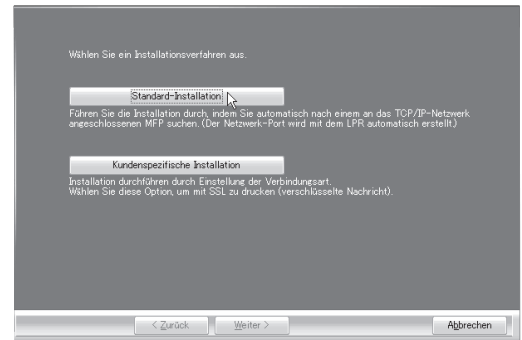 Wählen Sie ein Installationsverfahren aus.
Standard-Installation
Führen Sie die Installation durch, indem Sie automatisch nach einem an das TCP/IP-Netzwerk
angeschlossenen MFP suchen. (Der Netzwerk-Port wird mit dem LPR automatisch erstellt.)
Kundenspezifische Installation
Installation durchführen durch Einstellung der Verbindungsart.
Wählen Sie diese Option, um mit SSL zu drucken (verschlüsselte Nachricht).
< Zurück
Weiter >
Abbrechen